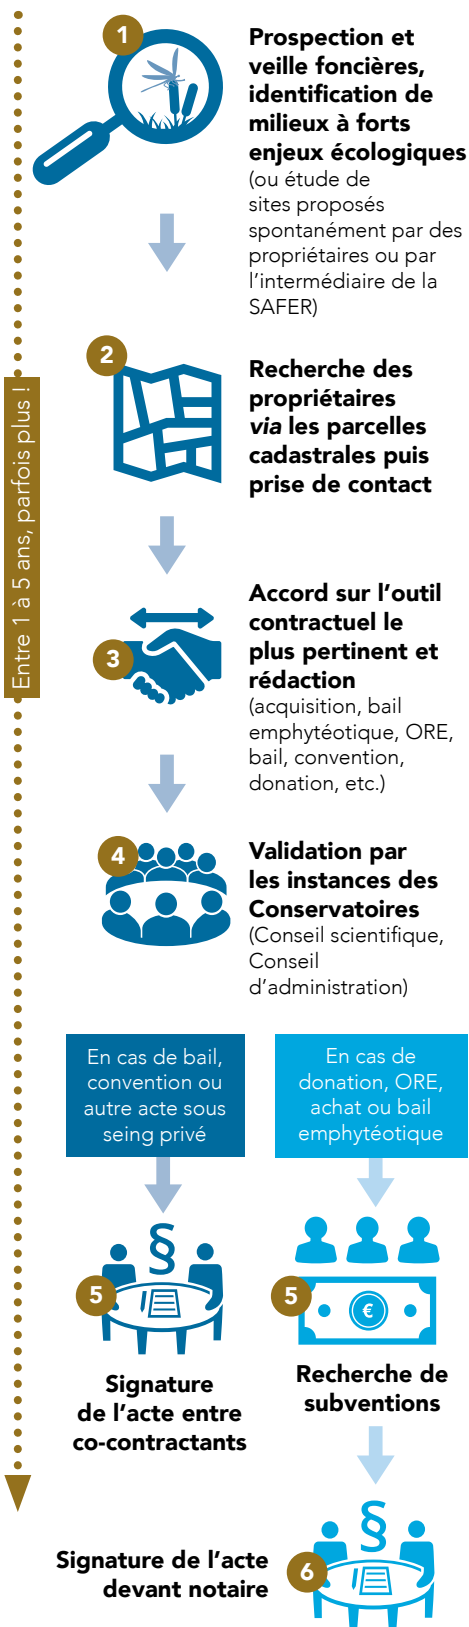 1
Prospection et
veille foncières,
identification de
milieux à forts
enjeux écologiques
(ou étude de
sites proposés
spontanément par des
propriétaires ou par
l'intermédiaire de la
SAFER)
2
Recherche des
propriétaires
via les parcelles
cadastrales puis
prise de contact
Entre 1 à 5 ans, parfois plus !
3
Accord sur l'outil
contractuel le
plus pertinent et
rédaction
(acquisition, bail
emphytéotique, ORE,
bail, convention,
donation, etc.)
4
Validation par
les instances des
Conservatoires
(Conseil scientifique,
Conseil
d'administration)
En cas de bail,
convention ou
autre acte sous
seing privé
§
5
Signature
de l'acte entre
co-contractants
En cas de
donation, ORE,
achat ou bail
emphytéotique
5
€
Recherche de
subventions
§
6
Signature de l'acte
devant notaire